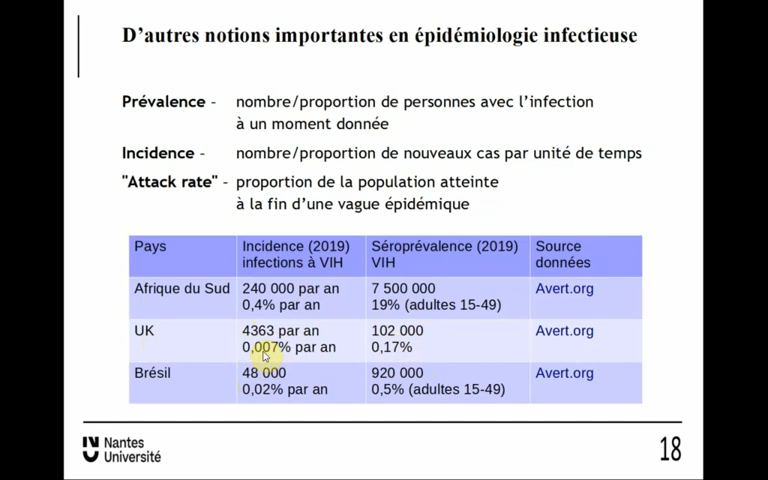 D'autres notions importantes en épidémiologie infectieuse
Prévalence - nombre/proportion de personnes avec l'infection
à un moment donnée
Incidence - nombre/proportion de nouveaux cas par unité de temps
"Attack rate" - proportion de la population atteinte
à la fin d'une vague épidémique
Pays Incidence (2019) Séroprévalence (2019) Source
infections à VIH VIH données
Afrique du Sud 240 000 par an 7 500 000 Avert.org
0,4% par an 19% (adultes 15-49)
UK 4363 par an 102 000 Avert.org
0,007% par an 0,17%
Brésil 48 000 920 000 Avert.org
0,02% par an 0,5% (adultes 15-49)
Nantes
Université
18